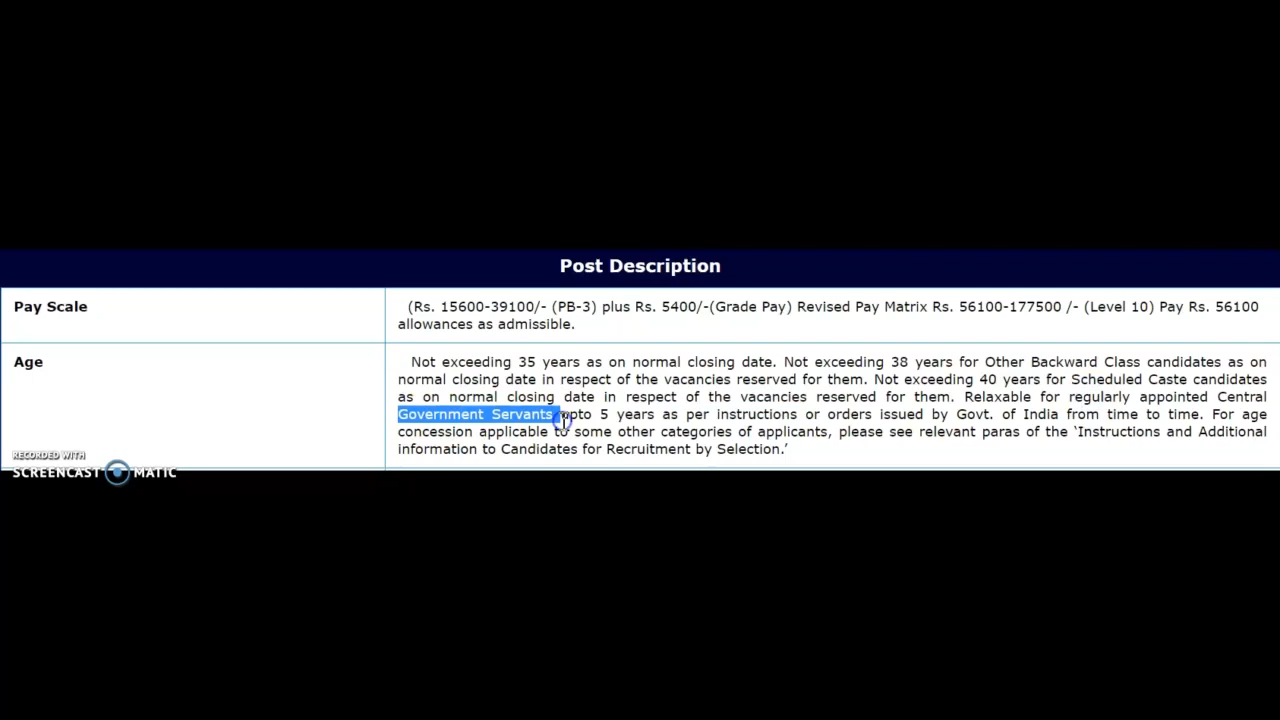 Post Description
Pay Scale
(Rs. 15600-39100/- (PB-3) plus Rs. 5400/-(Grade Pay) Revised Pay Matrix Rs. 56100-177500 /- (Level 10) Pay Rs. 56100
allowances as admissible.
Age
Not exceeding 35 years as on normal closing date. Not exceeding 38 years for Other Backward Class candidates as on
normal closing date in respect of the vacancies reserved for them. Not exceeding 40 years for Scheduled Caste candidates
as on normal closing date in respect of the vacancies reserved for them. Relaxable for regularly appointed Central
Government Servants upto 5 years as per instructions or orders issued by Govt. of India from time to time. For age
concession applicable to some other categories of applicants, please see relevant paras of the ‘Instructions and Additional
information to Candidates for Recruitment by Selection.’
RECORDED WITH
SCREENCAST MATIC